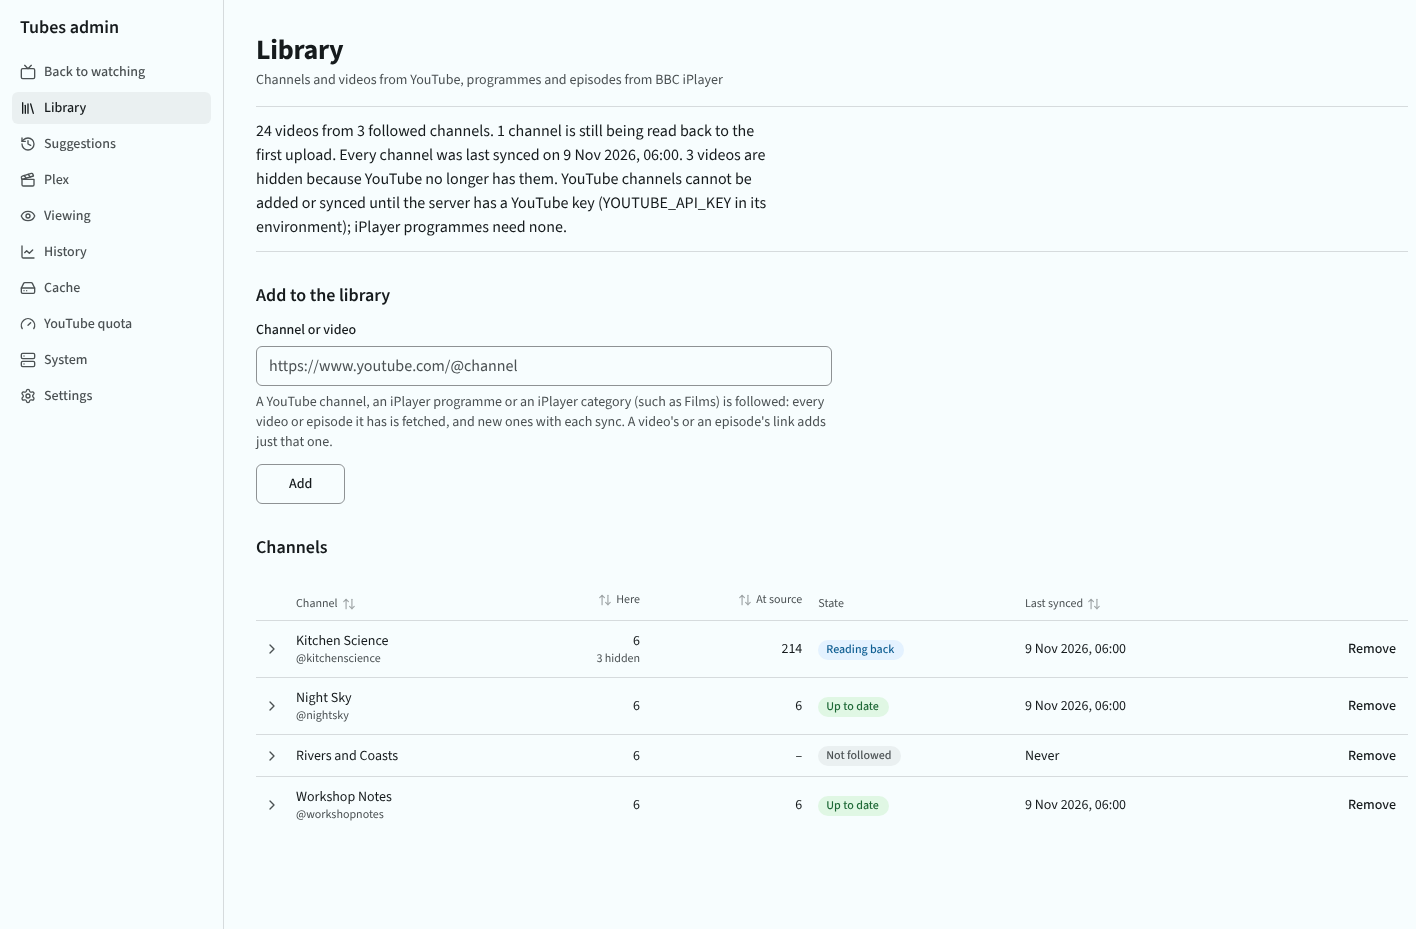 Tubes admin
Back to watching
Library
Suggestions
Plex
Viewing
History
Cache
YouTube quota
System
Settings
Library
Channels and videos from YouTube, programmes and episodes from BBC iPlayer
24 videos from 3 followed channels. 1 channel is still being read back to the
first upload. Every channel was last synced on 9 Nov 2026, 06:00. 3 videos are
hidden because YouTube no longer has them. YouTube channels cannot be
added or synced until the server has a YouTube key (YOUTUBE_API_KEY in its
environment); iPlayer programmes need none.
Add to the library
Channel or video
https://www.youtube.com/@channel
A YouTube channel, an iPlayer programme or an iPlayer category (such as Films) is followed: every
video or episode it has is fetched, and new ones with each sync. A video's or an episode's link adds
just that one.
Add
Channels
Channel Here At source State Last synced
Kitchen Science 6 214 Reading back 9 Nov 2026, 06:00 Remove
@kitchenscience 3 hidden
Night Sky 6 6 Up to date 9 Nov 2026, 06:00 Remove
@nightsky
Rivers and Coasts 6 – Not followed Never Remove
Workshop Notes 6 6 Up to date 9 Nov 2026, 06:00 Remove
@workshopnotes